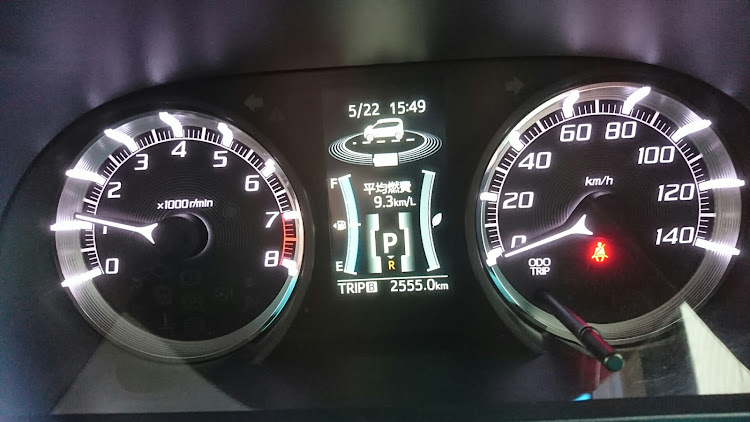 5/22 15:49
平均燃費
9.3km/L
F
E
P
R
TRIP B 2555.0km
0
1
2
3
4
5
6
7
8
×1000r/min
0
20
40
60
80
100
120
140
km/h
ODO
TRIP